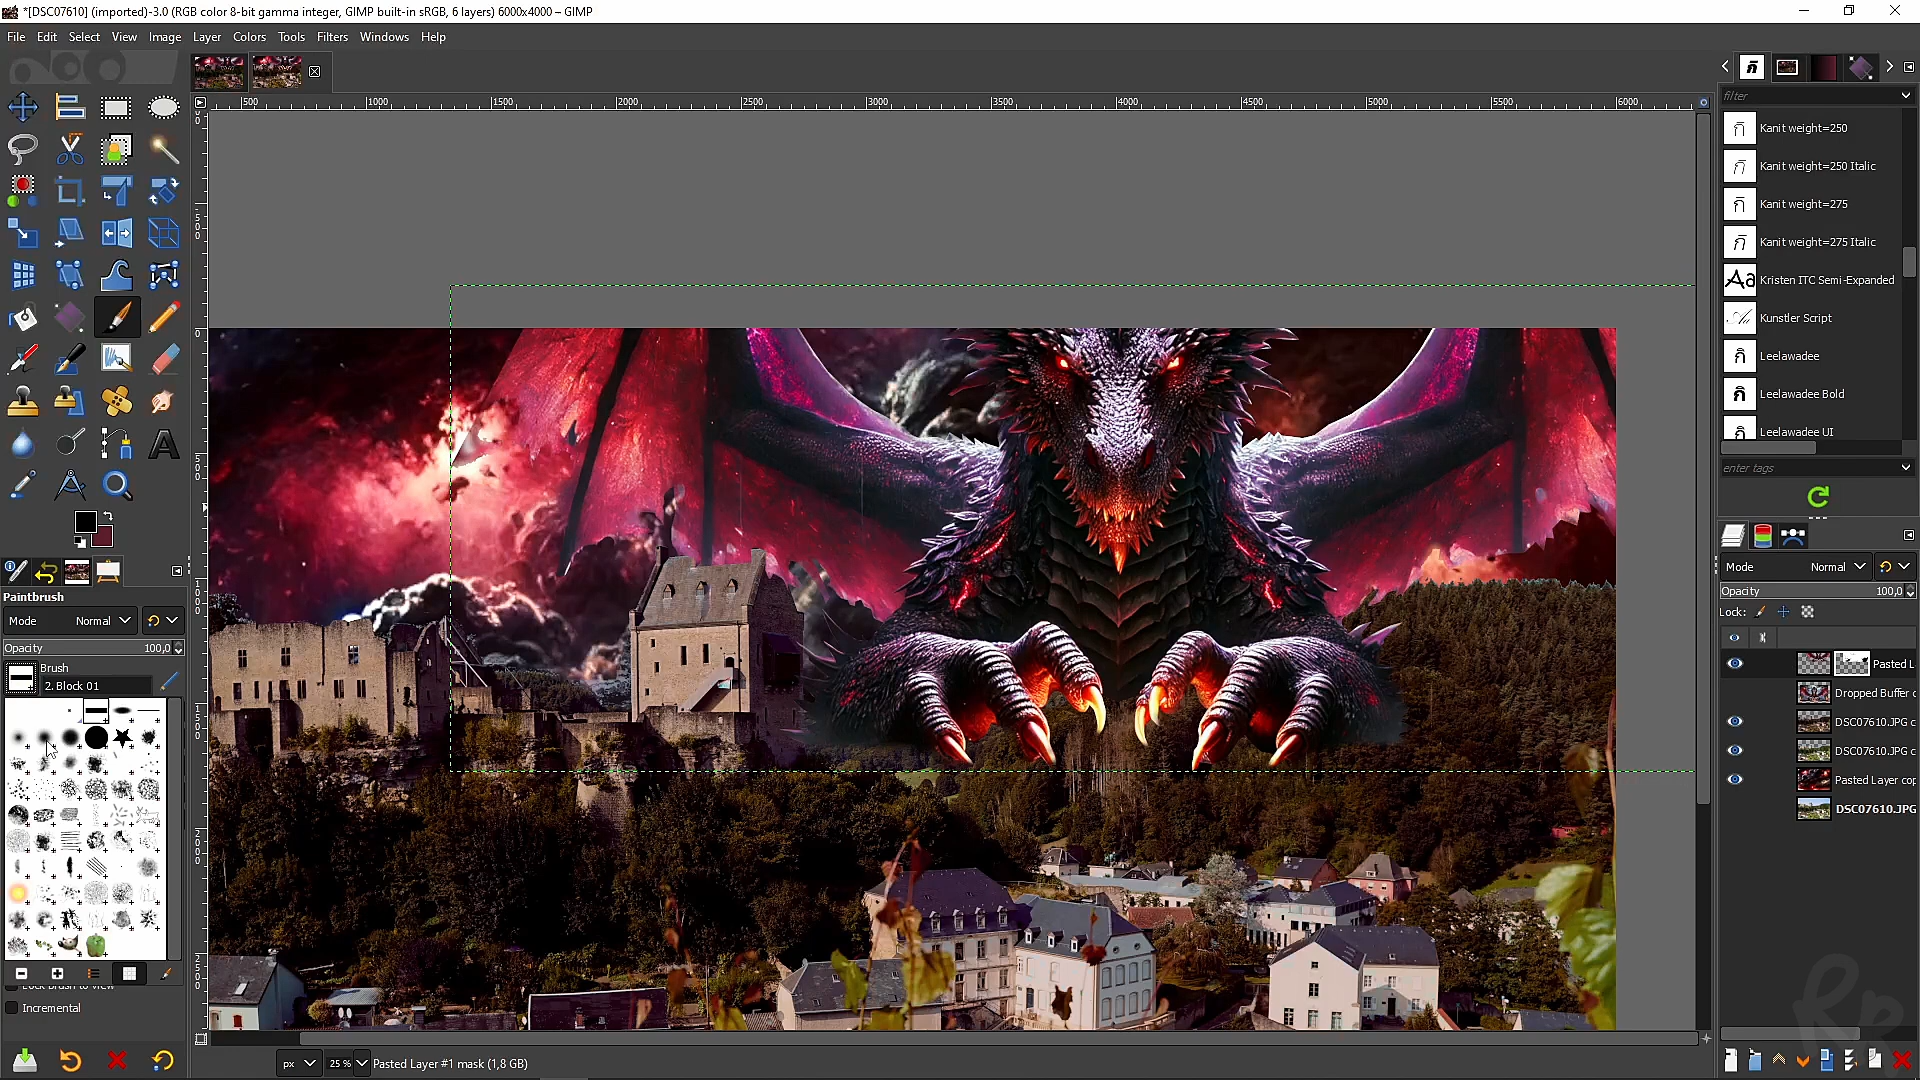 *[DSC07610] (imported)-3.0 (RGB color 8-bit gamma integer, GIMP built-in sRGB, 6 layers) 6000x4000 – GIMP
File Edit Select View Image Layer Colors Tools Filters Windows Help
500 1000 1500 2000 2500 3000 3500 4000 4500 5000 5500 6000
filter
Kanit weight=250
Kanit weight=250 Italic
Kanit weight=275
Kanit weight=275 Italic
Kristen ITC Semi-Expanded
Kunstler Script
Leelawadee
Leelawadee Bold
Leelawadee UI
enter tags
Paintbrush
Mode Normal
Opacity 100,0
Brush
2. Block 01
Lock brush to view
Incremental
Mode Normal
Opacity 100,0
Lock:
Pasted L
Dropped Buffer c
DSC07610.JPG c
DSC07610.JPG c
Pasted Layer cop
DSC07610.JPG
px 25 % Pasted Layer #1 mask (1,8 GB)